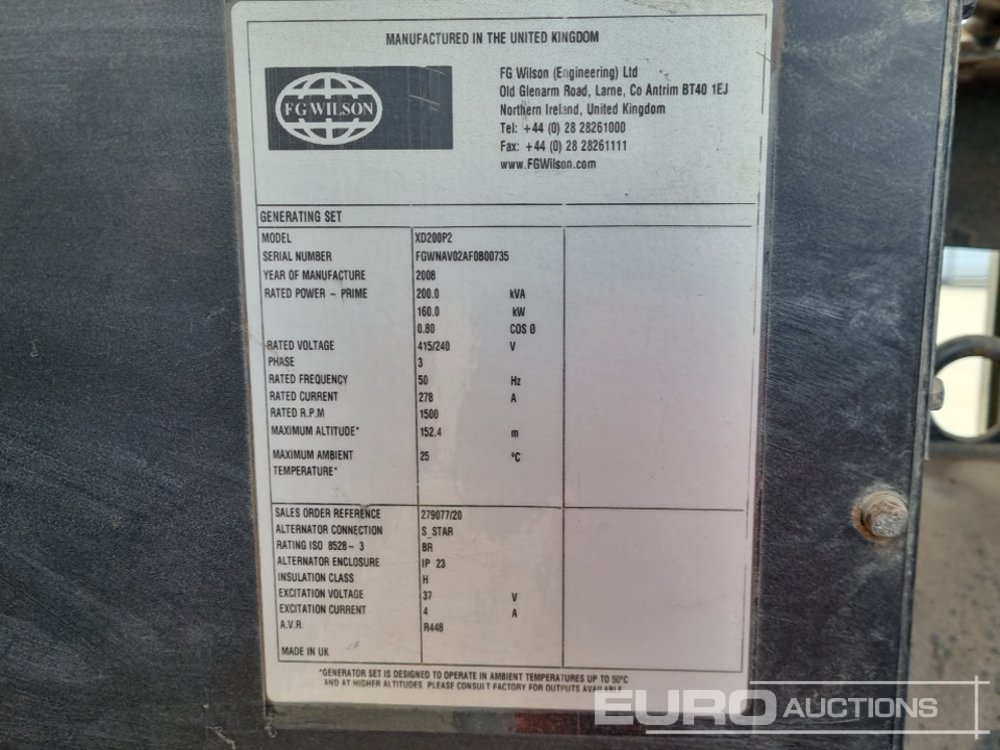 MANUFACTURED IN THE UNITED KINGDOM
FG WILSON
FG Wilson (Engineering) Ltd
Old Glenarm Road, Larne, Co Antrim BT40 1EJ
Northern Ireland, United Kingdom
Tel: +44 (0) 28 28261000
Fax: +44 (0) 28 28261111
www.FGWilson.com
GENERATING SET
MODEL XD200P2
SERIAL NUMBER FGWNAV02AF0B00735
YEAR OF MANUFACTURE 2008
RATED POWER - PRIME 200.0 kVA
160.0 kW
0.80 COS Ø
RATED VOLTAGE 415/240 V
PHASE 3
RATED FREQUENCY 50 Hz
RATED CURRENT 278 A
RATED R.P.M 1500
MAXIMUM ALTITUDE* 152.4 m
MAXIMUM AMBIENT 25 °C
TEMPERATURE*
SALES ORDER REFERENCE 279077/20
ALTERNATOR CONNECTION S_STAR
RATING ISO 8528- 3 BR
ALTERNATOR ENCLOSURE IP 23
INSULATION CLASS H
EXCITATION VOLTAGE 37 V
EXCITATION CURRENT 4 A
A.V.R. R448
MADE IN UK
*GENERATOR SET IS DESIGNED TO OPERATE IN AMBIENT TEMPERATURES UP TO 50°C
AND AT HIGHER ALTITUDES. PLEASE CONSULT FACTORY FOR OUTPUTS AVAILABLE
EURO AUCTIONS